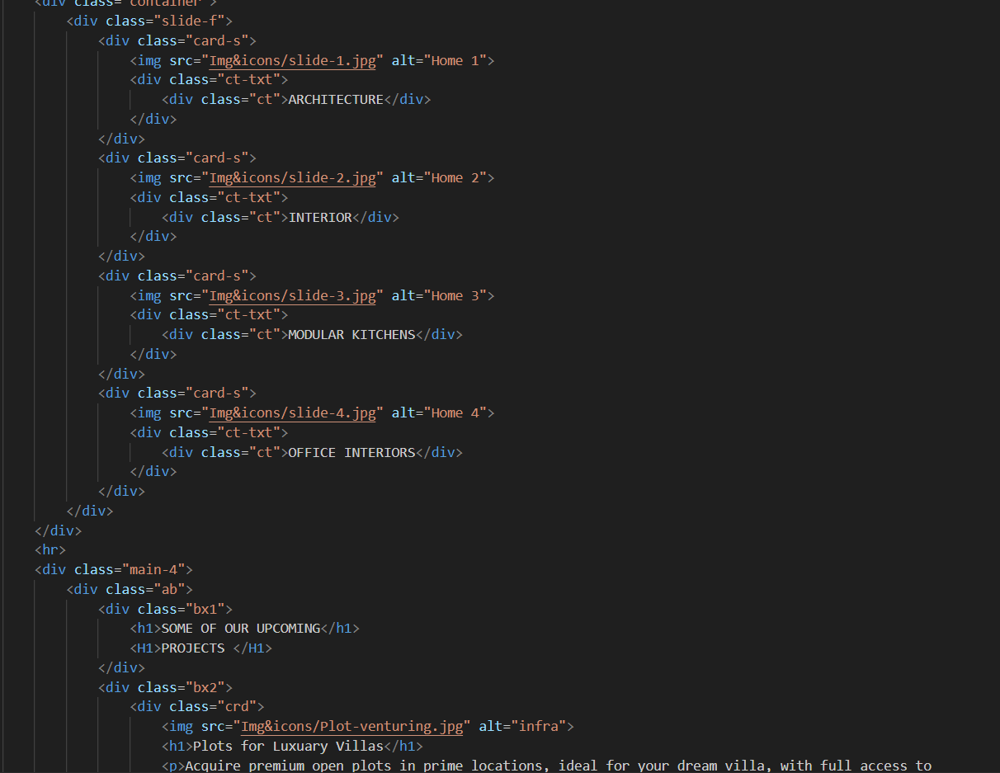 <div class="container">
<div class="slide-f">
<div class="card-s">
<img src="Img&icons/slide-1.jpg" alt="Home 1">
<div class="ct-txt">
<div class="ct">ARCHITECTURE</div>
</div>
</div>
<div class="card-s">
<img src="Img&icons/slide-2.jpg" alt="Home 2">
<div class="ct-txt">
<div class="ct">INTERIOR</div>
</div>
</div>
<div class="card-s">
<img src="Img&icons/slide-3.jpg" alt="Home 3">
<div class="ct-txt">
<div class="ct">MODULAR KITCHENS</div>
</div>
</div>
<div class="card-s">
<img src="Img&icons/slide-4.jpg" alt="Home 4">
<div class="ct-txt">
<div class="ct">OFFICE INTERIORS</div>
</div>
</div>
</div>
</div>
<hr>
<div class="main-4">
<div class="ab">
<div class="bx1">
<h1>SOME OF OUR UPCOMING</h1>
<H1>PROJECTS </H1>
</div>
<div class="bx2">
<div class="crd">
<img src="Img&icons/Plot-venturing.jpg" alt="infra">
<h1>Plots for Luxuary Villas</h1>
<p>Acquire premium open plots in prime locations, ideal for your dream villa, with full access to